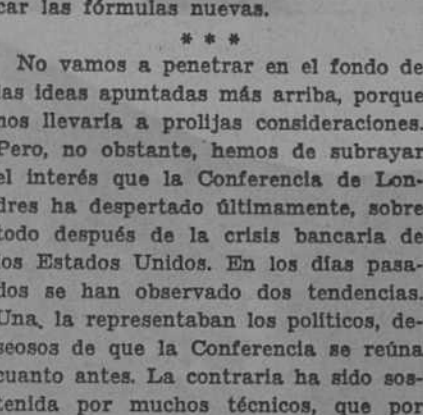 car las fórmulas nuevas.
* * *
No vamos a penetrar en el fondo de
las ideas apuntadas más arriba, porque
nos llevaría a prolijas consideraciones.
Pero, no obstante, hemos de subrayar
el interés que la Conferencia de Lon-
dres ha despertado últimamente, sobre
todo después de la crisis bancaria de
los Estados Unidos. En los días pasa-
dos se han observado dos tendencias.
Una, la representaban los políticos, de-
seosos de que la Conferencia se reúna
cuanto antes. La contraria ha sido sos-
tenida por muchos técnicos, que por